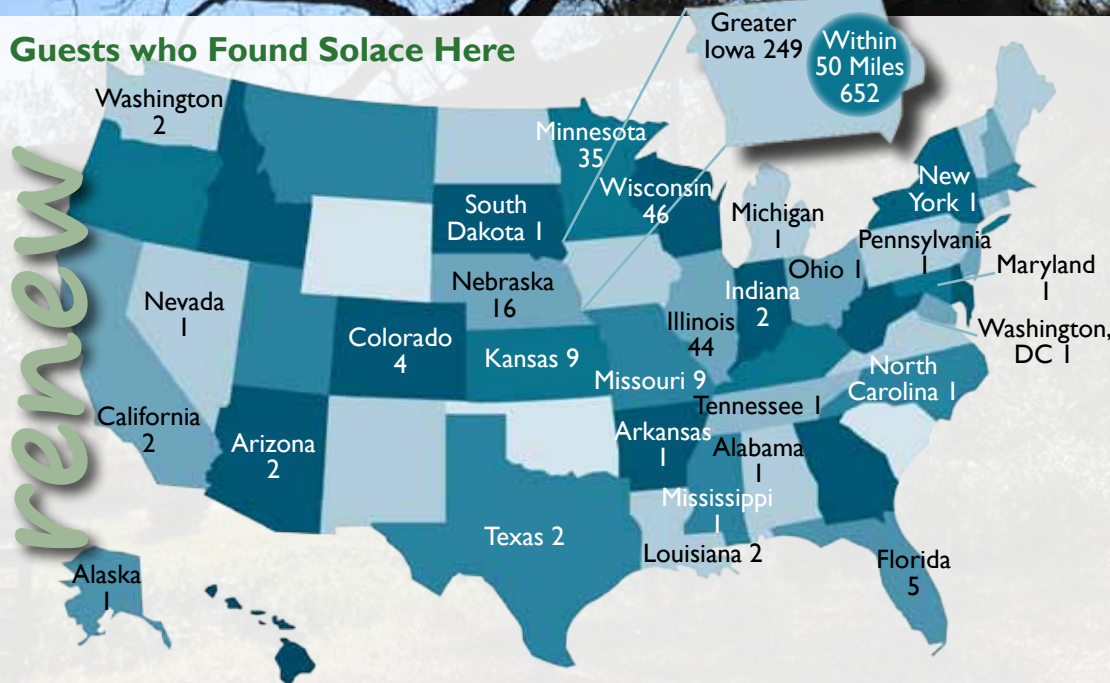 Guests who Found Solace Here
Greater
Iowa 249
Within
50 Miles
652
renew
Washington
2
Minnesota
35
Wisconsin
46
South
Dakota 1
Michigan
1
New
York 1
Pennsylvania
1
Maryland
1
Ohio 1
Nebraska
16
Indiana
2
Nevada
1
Illinois
44
Washington,
DC 1
Colorado
4
Kansas 9
Missouri 9
North
Carolina 1
Tennessee 1
California
2
Arizona
2
Arkansas
1
Alabama
1
Mississippi
1
Texas 2
Louisiana 2
Florida
5
Alaska
1